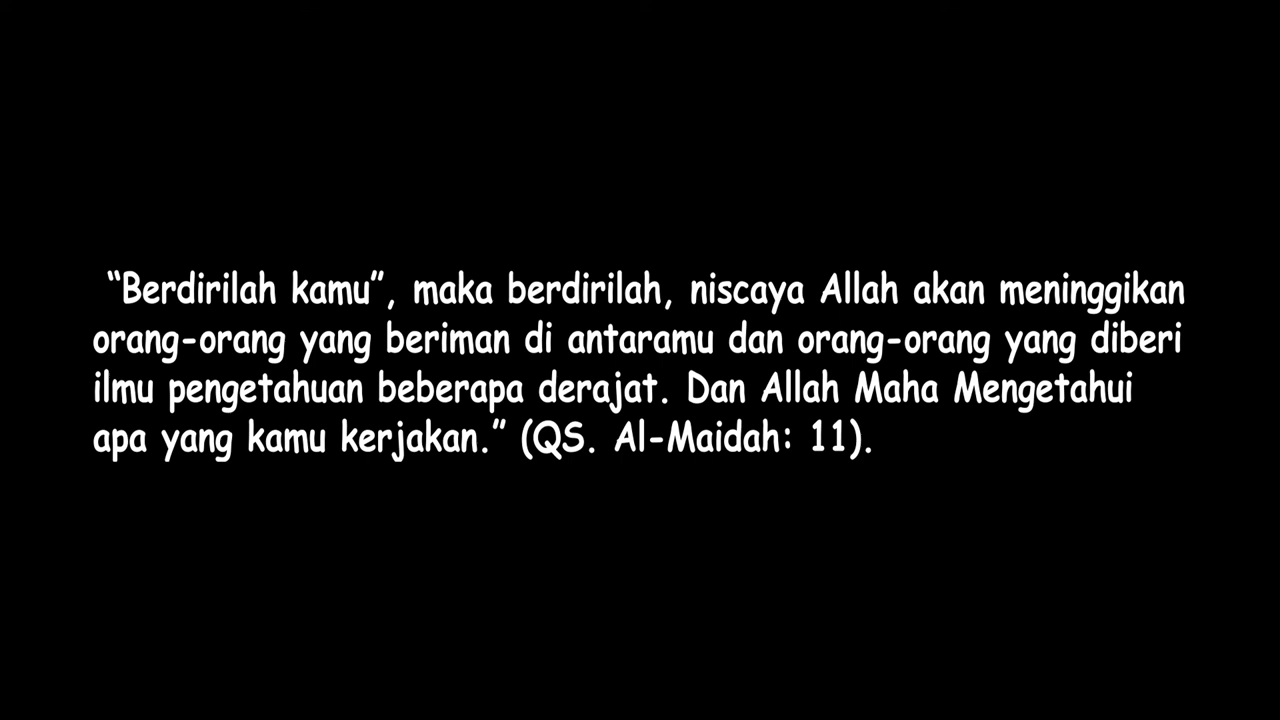 “Berdirilah kamu”, maka berdirilah, niscaya Allah akan meninggikan
orang-orang yang beriman di antaramu dan orang-orang yang diberi
ilmu pengetahuan beberapa derajat. Dan Allah Maha Mengetahui
apa yang kamu kerjakan.” (QS. Al-Maidah: 11).